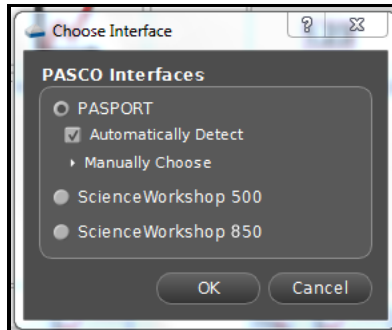 Choose Interface
PASCO Interfaces
PASPORT
Automatically Detect
Manually Choose
ScienceWorkshop 500
ScienceWorkshop 850
OK Cancel